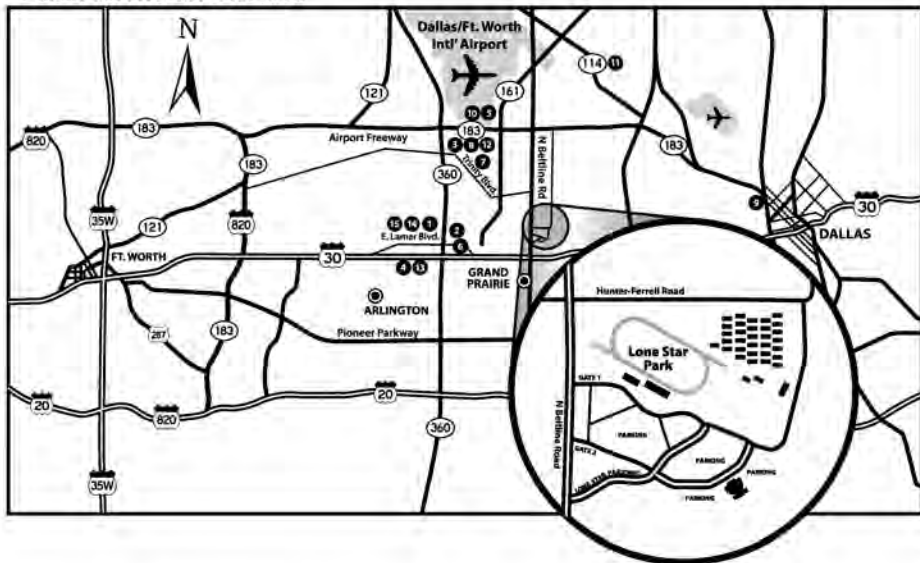 Dallas/Ft. Worth
Intl' Airport
N
114
11
121
161
10 5
183
820
183
Airport Freeway
183
3 8 12
7
Trinity Blvd.
N Beltline Rd
183
360
35W
121
820
15 14 1
E. Lamar Blvd.
2
6
30
DALLAS
FT. WORTH
30
4 13
GRAND
PRAIRIE
ARLINGTON
Hunter-Ferrell Road
287
183
Pioneer Parkway
Lone Star
Park
GATE 1
20
820
20
360
N Beltline Road
PARKING
GATE 2
PARKING
PARKING
LONE STAR PARKWAY
PARKING
35W